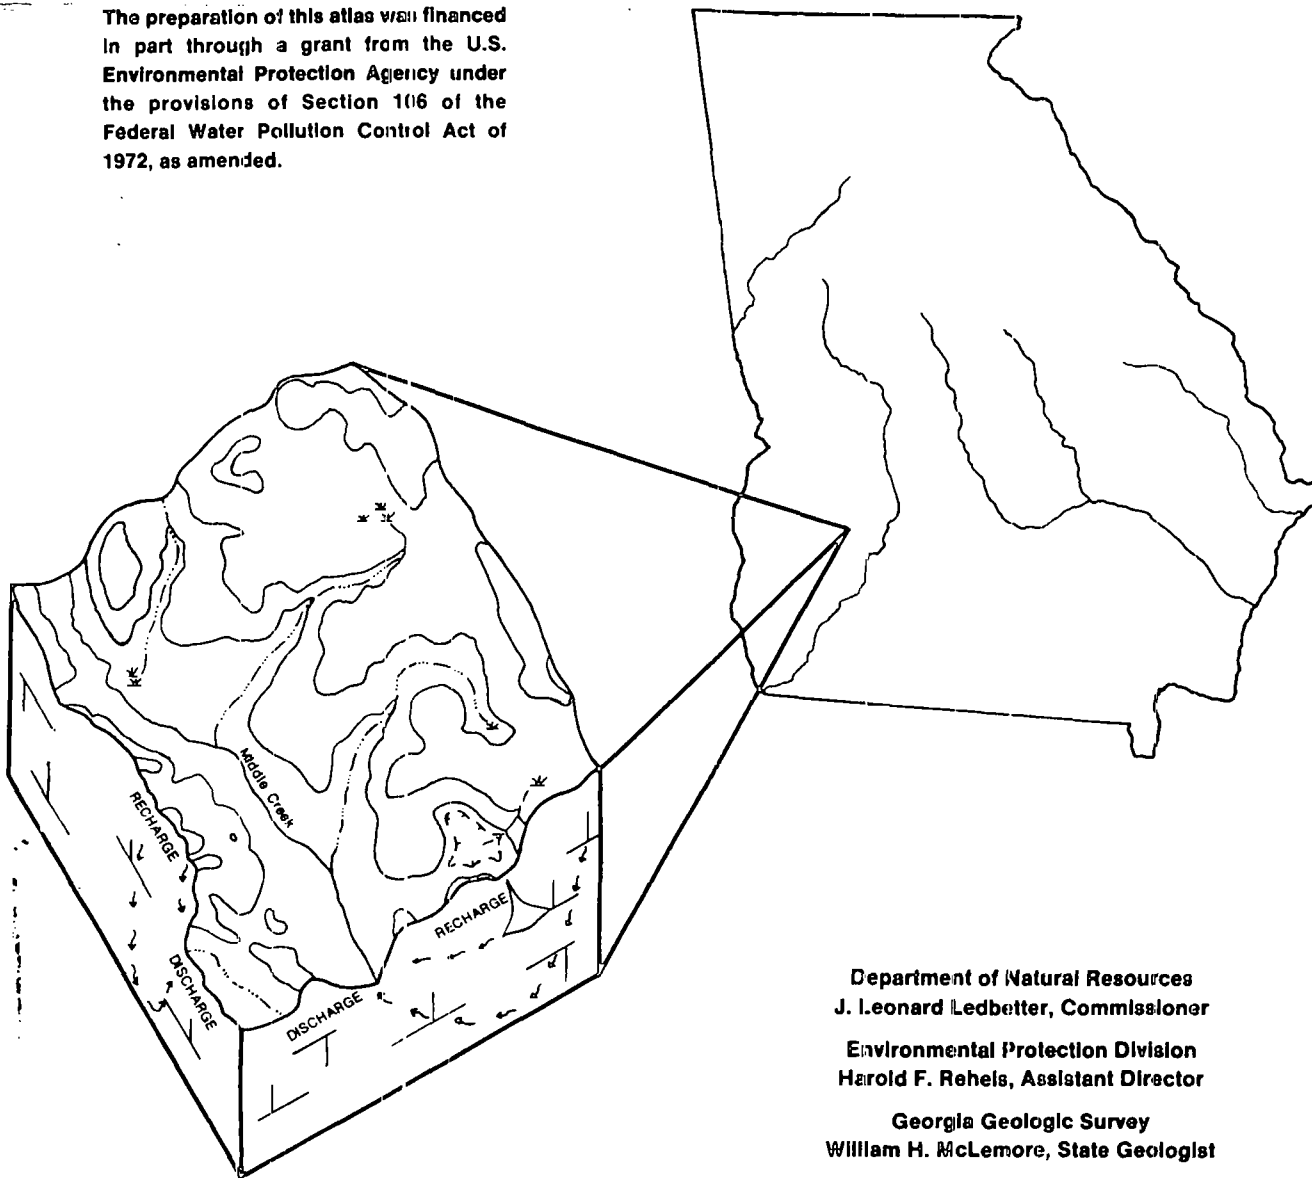 The preparation of this atlas was financed
in part through a grant from the U.S.
Environmental Protection Agency under
the provisions of Section 106 of the
Federal Water Pollution Control Act of
1972, as amended.
Middle Creek
RECHARGE
DISCHARGE
RECHARGE
DISCHARGE
Department of Natural Resources
J. Leonard Ledbetter, Commissioner
Environmental Protection Division
Harold F. Reheis, Assistant Director
Georgia Geologic Survey
William H. McLemore, State Geologist